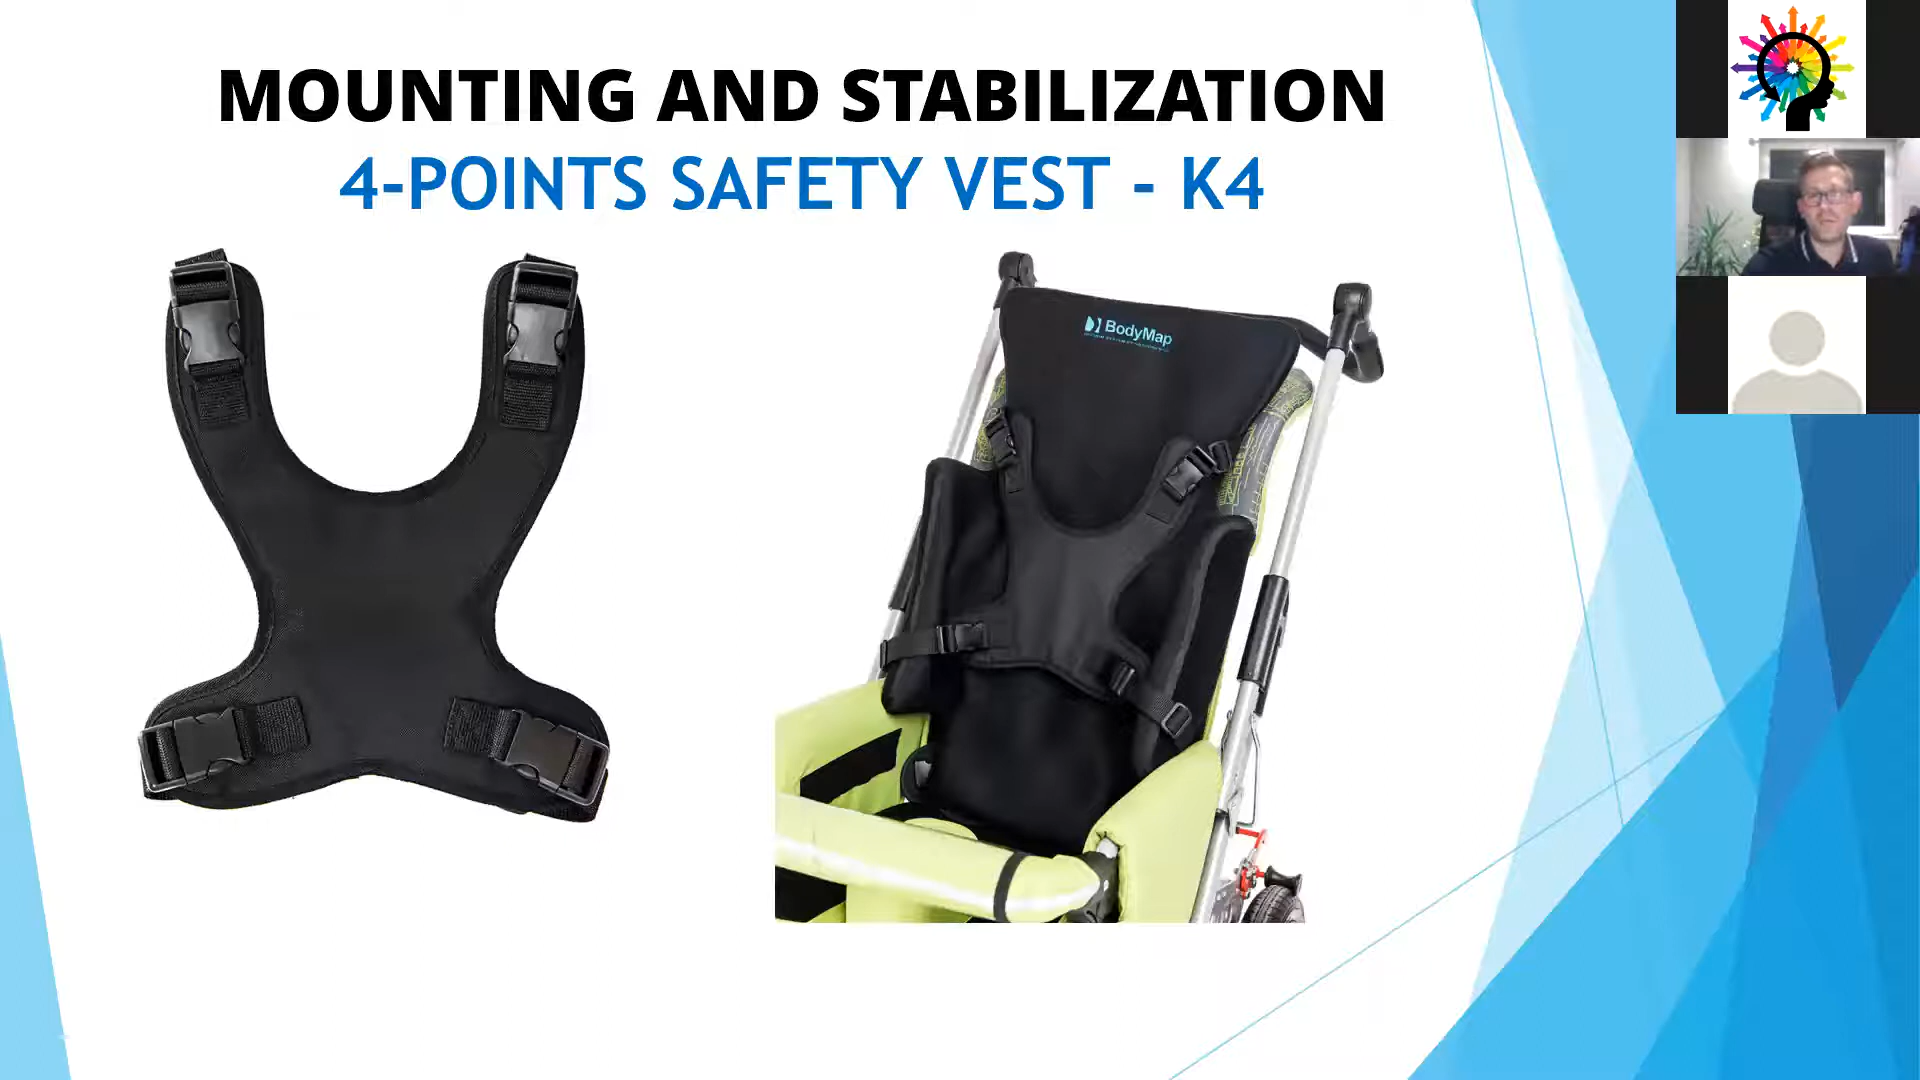 MOUNTING AND STABILIZATION
4-POINTS SAFETY VEST - K4
BodyMap